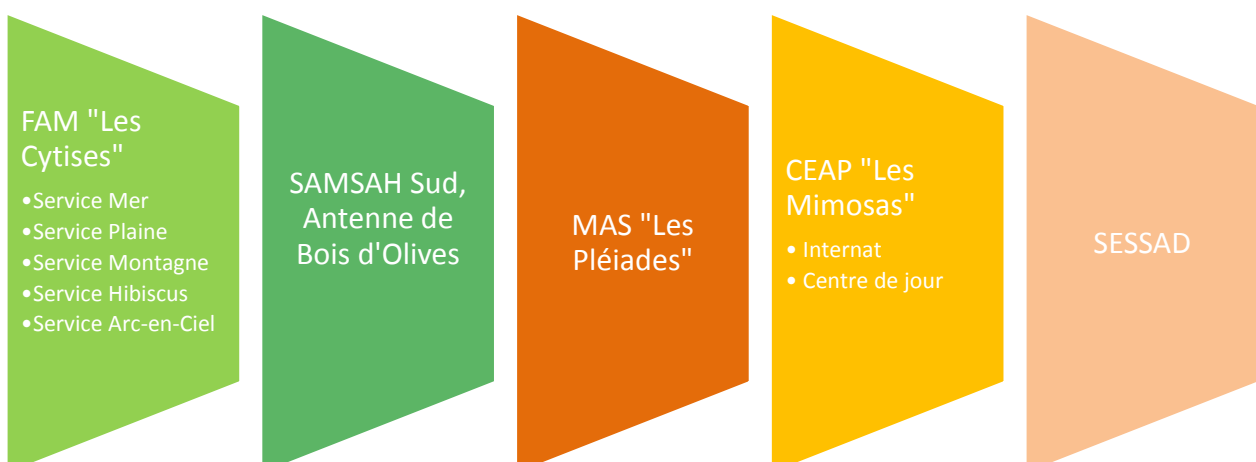 FAM "Les
Cytises"
•Service Mer
•Service Plaine
•Service Montagne
•Service Hibiscus
•Service Arc-en-Ciel
SAMSAH Sud,
Antenne de
Bois d'Olives
MAS "Les
Pléiades"
CEAP "Les
Mimosas"
• Internat
• Centre de jour
SESSAD